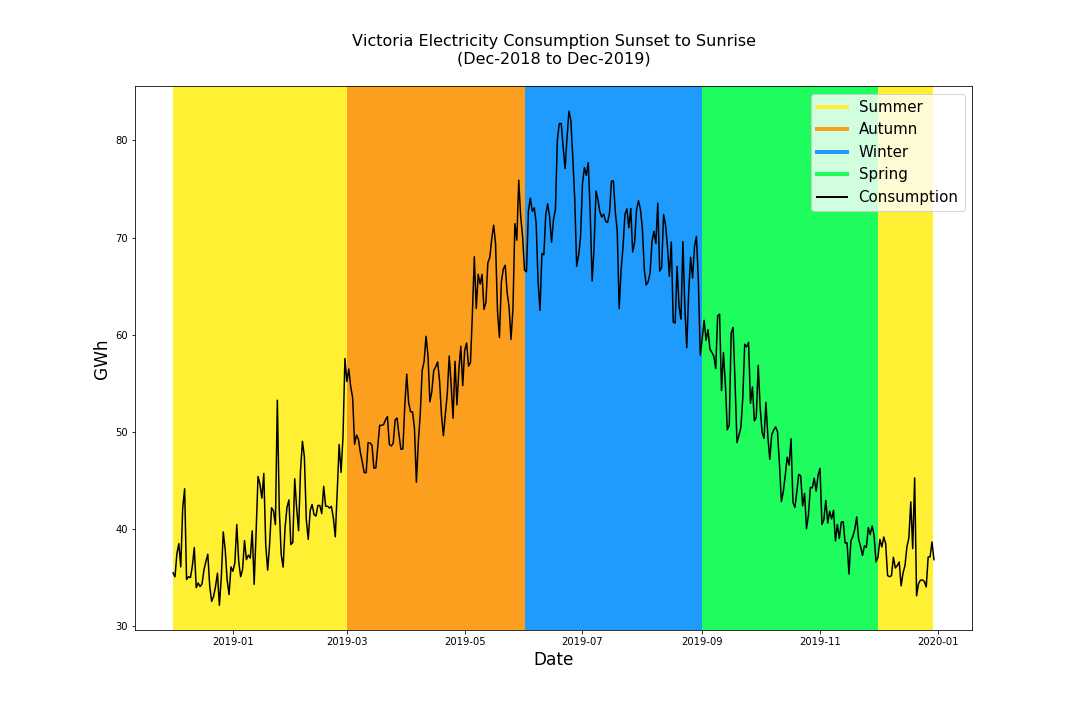 Victoria Electricity Consumption Sunset to Sunrise
(Dec-2018 to Dec-2019)
Summer
Autumn
Winter
Spring
Consumption
80
70
60
50
40
30
GWh
2019-01
2019-03
2019-05
2019-07
2019-09
2019-11
2020-01
Date